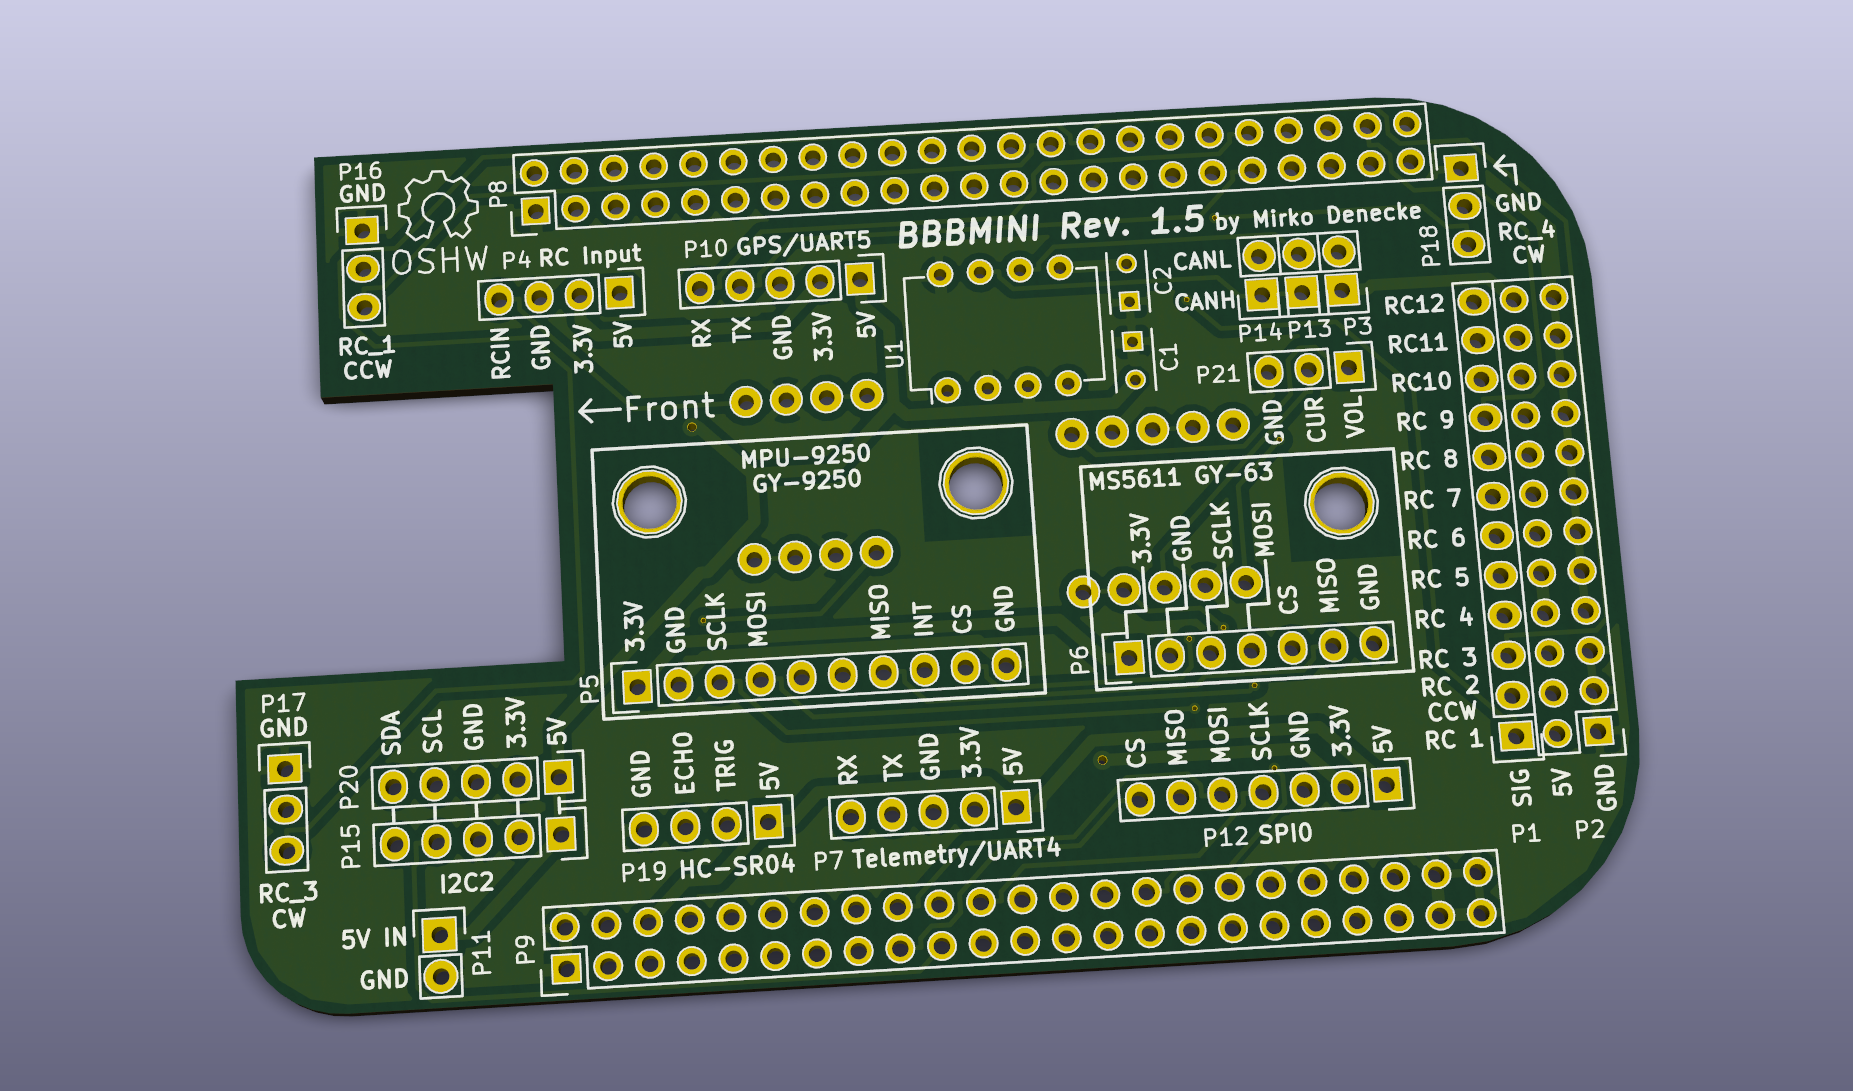 P16
GND
RC_1
CCW
OSHW
P8
P4 RC Input
RCIN
GND
3.3V
5V
P10 GPS/UART5
RX
TX
GND
3.3V
5V
BBBMINI Rev. 1.5 by Mirko Denecke
U1
C2
C1
CANL
CANH
P14 P13 P3
P21
GND
CUR
VOL
P18
GND
RC_4
CW
←Front
MPU-9250
GY-9250
3.3V
GND
SCLK
MOSI
MISO
INT
CS
GND
P5
MS5611 GY-63
3.3V
GND
SCLK
MOSI
CS
MISO
GND
P6
RC12
RC11
RC10
RC 9
RC 8
RC 7
RC 6
RC 5
RC 4
RC 3
RC 2
CCW
RC 1
SIG
5V
GND
P1
P2
P17
GND
RC_3
CW
SDA
SCL
GND
3.3V
5V
P20
P15
I2C2
GND
ECHO
TRIG
5V
P19 HC-SR04
RX
TX
GND
3.3V
5V
P7 Telemetry/UART4
CS
MISO
MOSI
SCLK
GND
3.3V
5V
P12 SPI0
5V IN
GND
P11
P9